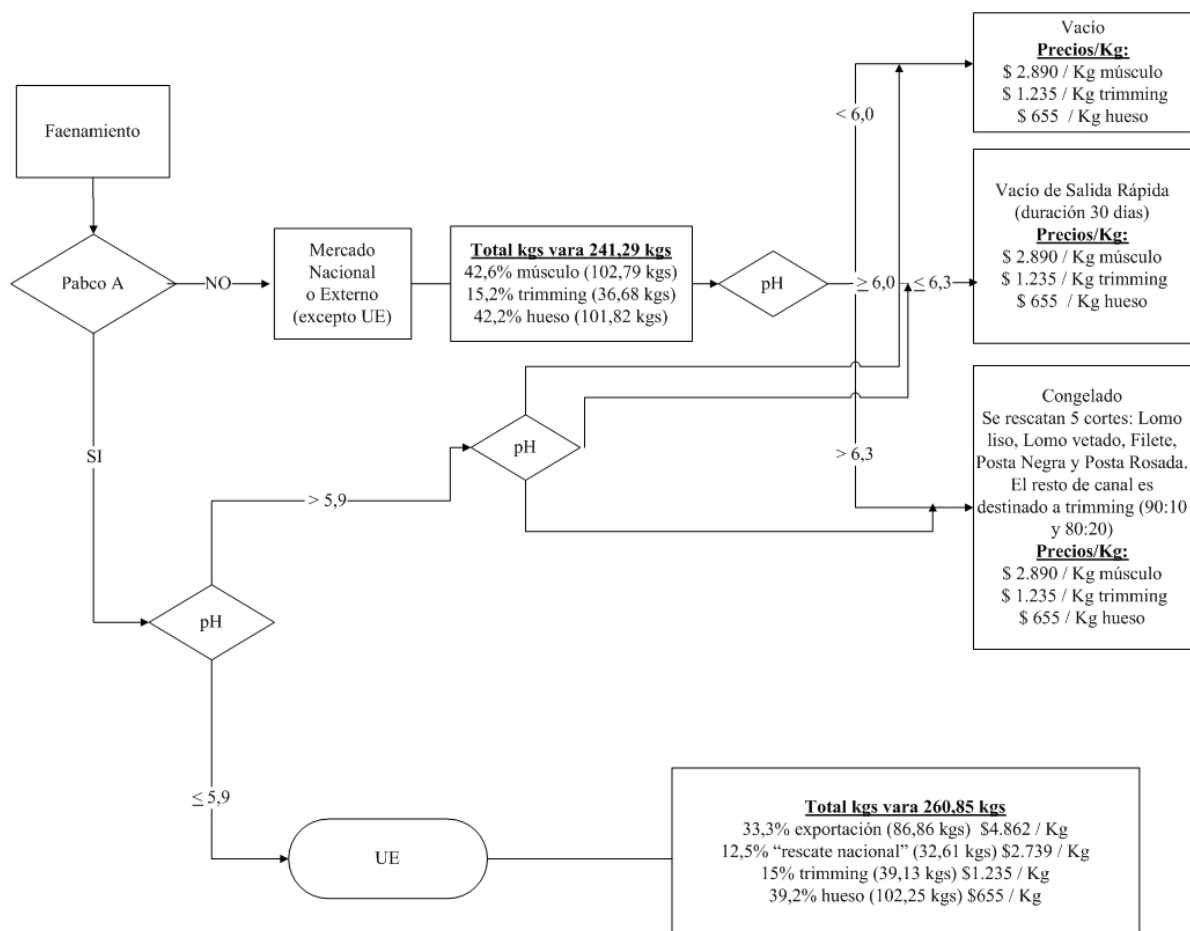 Faenamiento
Pabco A
NO
SI
Mercado
Nacional
o Externo
(excepto UE)
Total kgs vara 241,29 kgs
42,6% músculo (102,79 kgs)
15,2% trimming (36,68 kgs)
42,2% hueso (101,82 kgs)
pH
< 6,0
≥ 6,0
≤ 6,3
> 6,3
Vacío
Precios/Kg:
$ 2.890 / Kg músculo
$ 1.235 / Kg trimming
$ 655 / Kg hueso
Vacío de Salida Rápida
(duración 30 días)
Precios/Kg:
$ 2.890 / Kg músculo
$ 1.235 / Kg trimming
$ 655 / Kg hueso
Congelado
Se rescatan 5 cortes: Lomo
liso, Lomo vetado, Filete,
Posta Negra y Posta Rosada.
El resto de canal es
destinado a trimming (90:10
y 80:20)
Precios/Kg:
$ 2.890 / Kg músculo
$ 1.235 / Kg trimming
$ 655 / Kg hueso
pH
> 5,9
pH
≤ 5,9
UE
Total kgs vara 260,85 kgs
33,3% exportación (86,86 kgs) $4.862 / Kg
12,5% “rescate nacional” (32,61 kgs) $2.739 / Kg
15% trimming (39,13 kgs) $1.235 / Kg
39,2% hueso (102,25 kgs) $655 / Kg